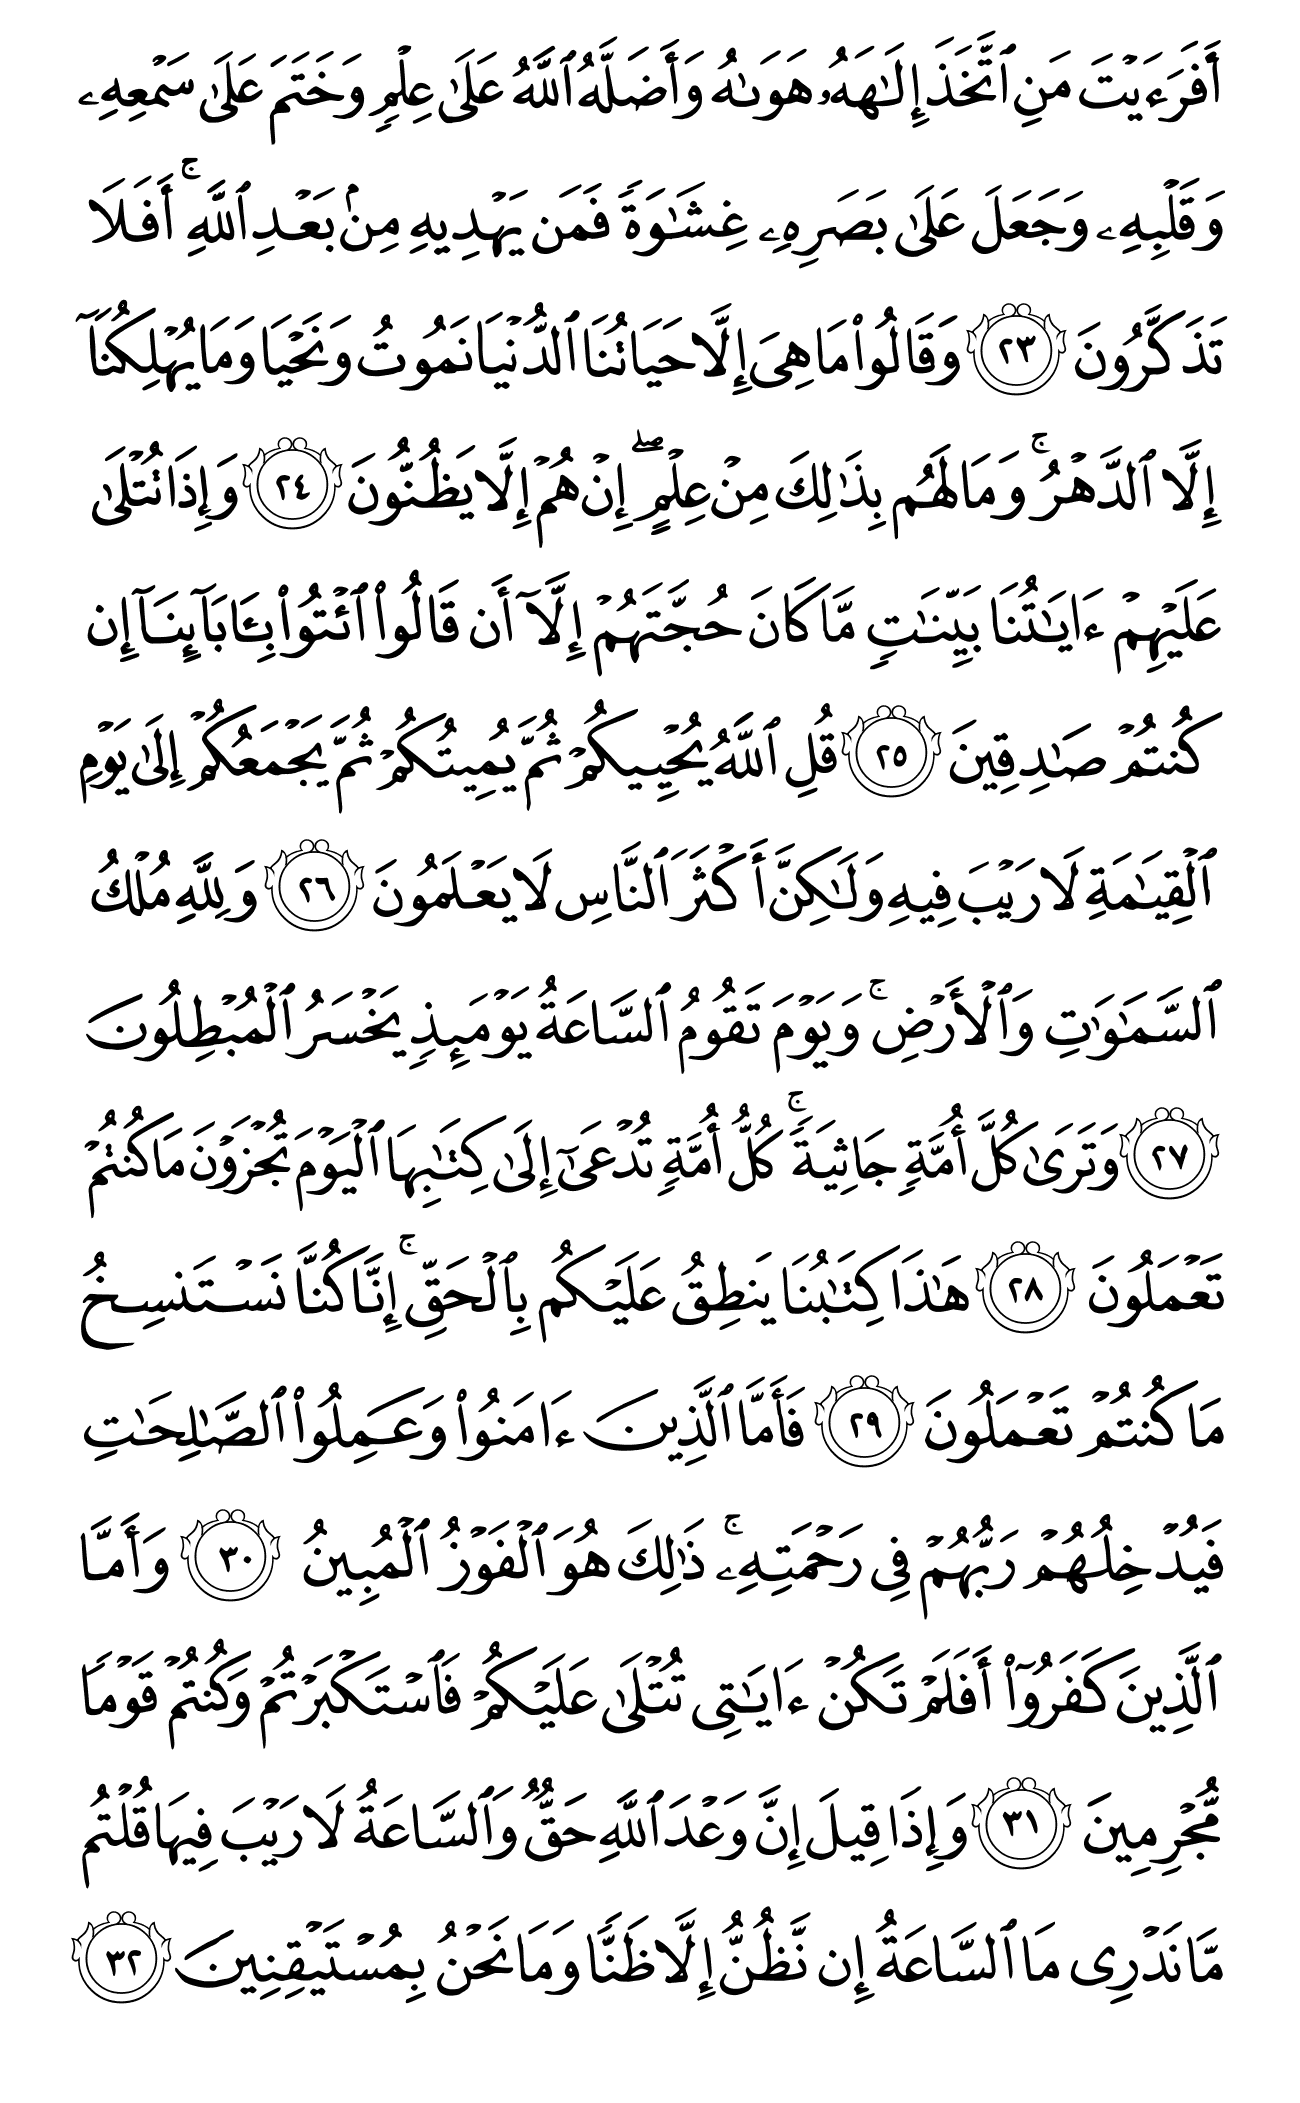 أَفَرَءَيۡتَ مَنِ ٱتَّخَذَ إِلَٰهَهُۥ هَوَىٰهُ وَأَضَلَّهُ ٱللَّهُ عَلَىٰ عِلۡمٖ وَخَتَمَ عَلَىٰ سَمۡعِهِۦ
وَقَلۡبِهِۦ وَجَعَلَ عَلَىٰ بَصَرِهِۦ غِشَٰوَةٗ فَمَن يَهۡدِيهِ مِنۢ بَعۡدِ ٱللَّهِۚ أَفَلَا
تَذَكَّرُونَ ٢٣ وَقَالُواْ مَا هِيَ إِلَّا حَيَاتُنَا ٱلدُّنۡيَا نَمُوتُ وَنَحۡيَا وَمَا يُهۡلِكُنَآ
إِلَّا ٱلدَّهۡرُۚ وَمَا لَهُم بِذَٰلِكَ مِنۡ عِلۡمٍۖ إِنۡ هُمۡ إِلَّا يَظُنُّونَ ٢٤ وَإِذَا تُتۡلَىٰ
عَلَيۡهِمۡ ءَايَٰتُنَا بَيِّنَٰتٖ مَّا كَانَ حُجَّتَهُمۡ إِلَّآ أَن قَالُواْ ٱئۡتُواْ بِـَٔابَآئِنَآ إِن
كُنتُمۡ صَٰدِقِينَ ٢٥ قُلِ ٱللَّهُ يُحۡيِيكُمۡ ثُمَّ يُمِيتُكُمۡ ثُمَّ يَجۡمَعُكُمۡ إِلَىٰ يَوۡمِ
ٱلۡقِيَٰمَةِ لَا رَيۡبَ فِيهِ وَلَٰكِنَّ أَكۡثَرَ ٱلنَّاسِ لَا يَعۡلَمُونَ ٢٦ وَلِلَّهِ مُلۡكُ
ٱلسَّمَٰوَٰتِ وَٱلۡأَرۡضِۚ وَيَوۡمَ تَقُومُ ٱلسَّاعَةُ يَوۡمَئِذٖ يَخۡسَرُ ٱلۡمُبۡطِلُونَ
٢٧ وَتَرَىٰ كُلَّ أُمَّةٖ جَاثِيَةٗۚ كُلُّ أُمَّةٖ تُدۡعَىٰٓ إِلَىٰ كِتَٰبِهَا ٱلۡيَوۡمَ تُجۡزَوۡنَ مَا كُنتُمۡ
تَعۡمَلُونَ ٢٨ هَٰذَا كِتَٰبُنَا يَنطِقُ عَلَيۡكُم بِٱلۡحَقِّۚ إِنَّا كُنَّا نَسۡتَنسِخُ
مَا كُنتُمۡ تَعۡمَلُونَ ٢٩ فَأَمَّا ٱلَّذِينَ ءَامَنُواْ وَعَمِلُواْ ٱلصَّٰلِحَٰتِ
فَيُدۡخِلُهُمۡ رَبُّهُمۡ فِي رَحۡمَتِهِۦۚ ذَٰلِكَ هُوَ ٱلۡفَوۡزُ ٱلۡمُبِينُ ٣٠ وَأَمَّا
ٱلَّذِينَ كَفَرُوٓاْ أَفَلَمۡ تَكُنۡ ءَايَٰتِي تُتۡلَىٰ عَلَيۡكُمۡ فَٱسۡتَكۡبَرۡتُمۡ وَكُنتُمۡ قَوۡمٗا
مُّجۡرِمِينَ ٣١ وَإِذَا قِيلَ إِنَّ وَعۡدَ ٱللَّهِ حَقّٞ وَٱلسَّاعَةُ لَا رَيۡبَ فِيهَا قُلۡتُم
مَّا نَدۡرِي مَا ٱلسَّاعَةُ إِن نَّظُنُّ إِلَّا ظَنّٗا وَمَا نَحۡنُ بِمُسۡتَيۡقِنِينَ ٣٢